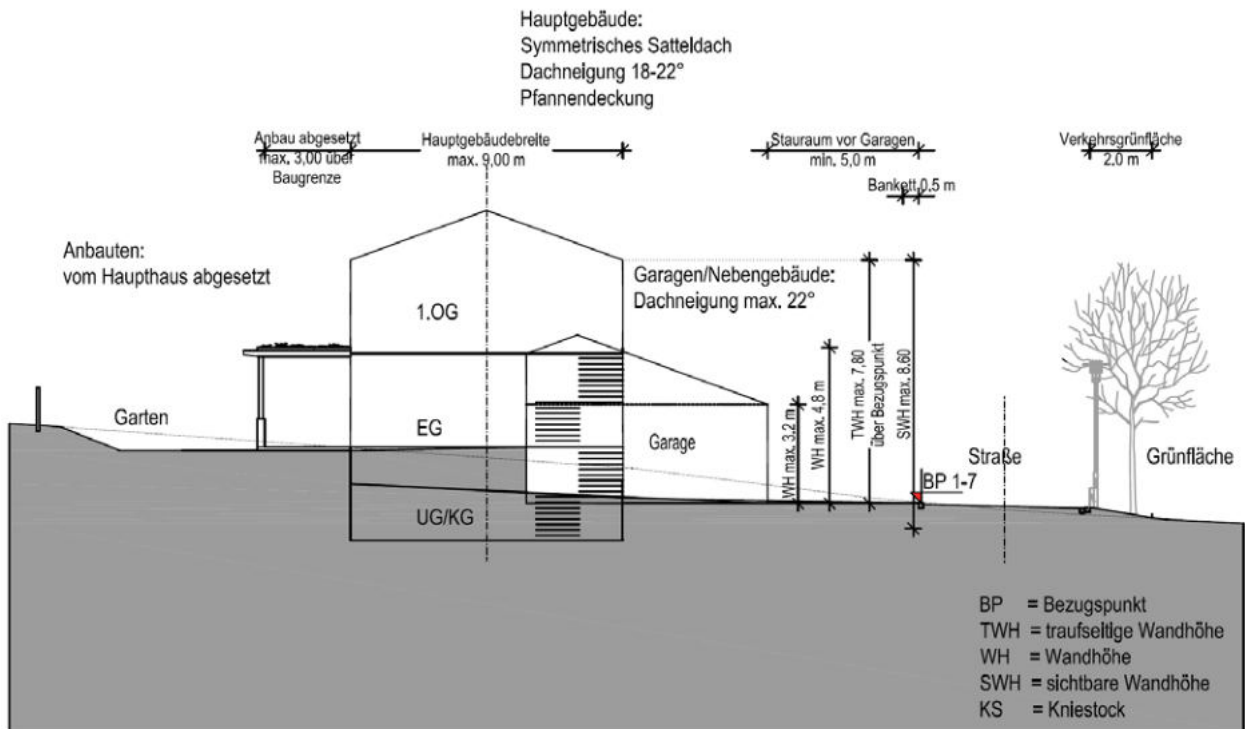 Hauptgebäude:
Symmetrisches Satteldach
Dachneigung 18-22°
Pfannendeckung
Anbau abgesetzt
max. 3,00 über
Baugrenze
Hauptgebäudebreite
max. 9,00 m
Stauraum vor Garagen
min. 5,0 m
Bankett 0.5 m
Verkehrsgrünfläche
2.0 m
Anbauten:
vom Haupthaus abgesetzt
Garagen/Nebengebäude:
Dachneigung max. 22°
1.OG
EG
UG/KG
Garten
Garage
WH max. 3.2 m
WH max. 4,8 m
TWH max. 7,80
über Bezugspunkt
SWH max. 8.60
BP 1-7
Straße
Grünfläche
BP = Bezugspunkt
TWH = traufseitige Wandhöhe
WH = Wandhöhe
SWH = sichtbare Wandhöhe
KS = Kniestock